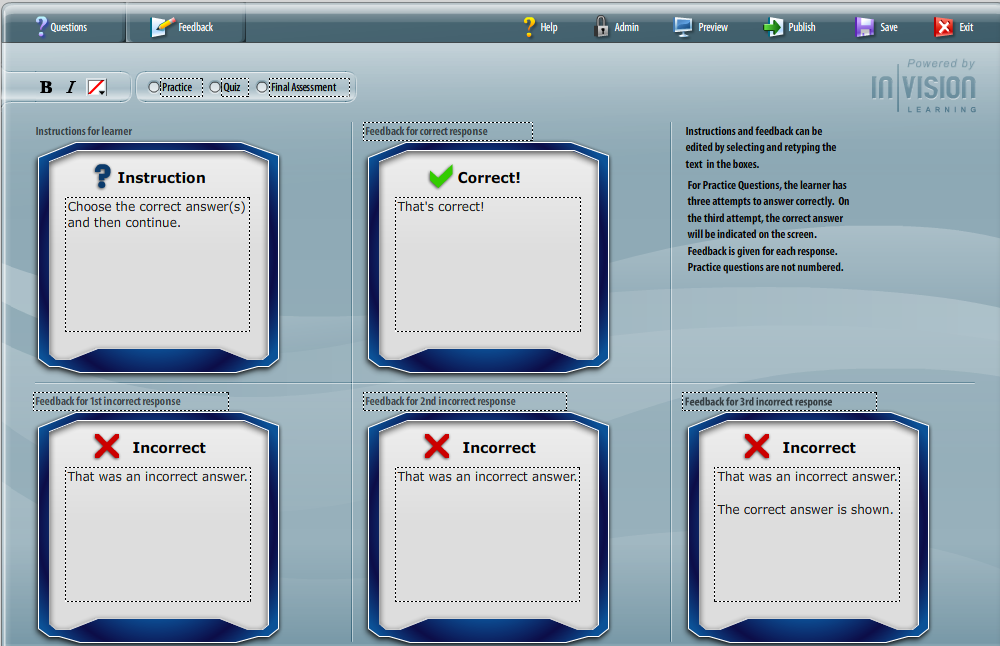 Questions
Feedback
Help
Admin
Preview
Publish
Save
Exit
B I
Practice
Quiz
Final Assessment
Powered by
INVISION
LEARNING
Instructions for learner
Instruction
Choose the correct answer(s)
and then continue.
Feedback for correct response
Correct!
That's correct!
Instructions and feedback can be
edited by selecting and retyping the
text in the boxes.
For Practice Questions, the learner has
three attempts to answer correctly. On
the third attempt, the correct answer
will be indicated on the screen.
Feedback is given for each response.
Practice questions are not numbered.
Feedback for 1st incorrect response
Incorrect
That was an incorrect answer.
Feedback for 2nd incorrect response
Incorrect
That was an incorrect answer.
Feedback for 3rd incorrect response
Incorrect
That was an incorrect answer.
The correct answer is shown.